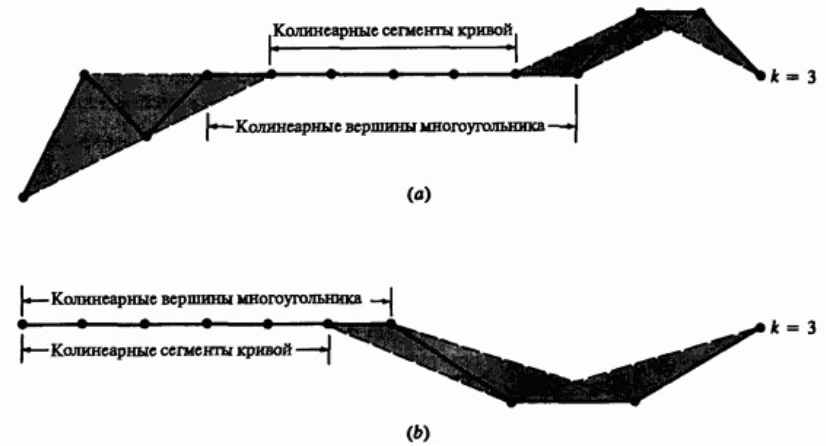 Колинеарные сегменты кривой
k = 3
Колинеарные вершины многоугольника
(a)
Колинеарные вершины многоугольника
k = 3
Колинеарные сегменты кривой
(b)